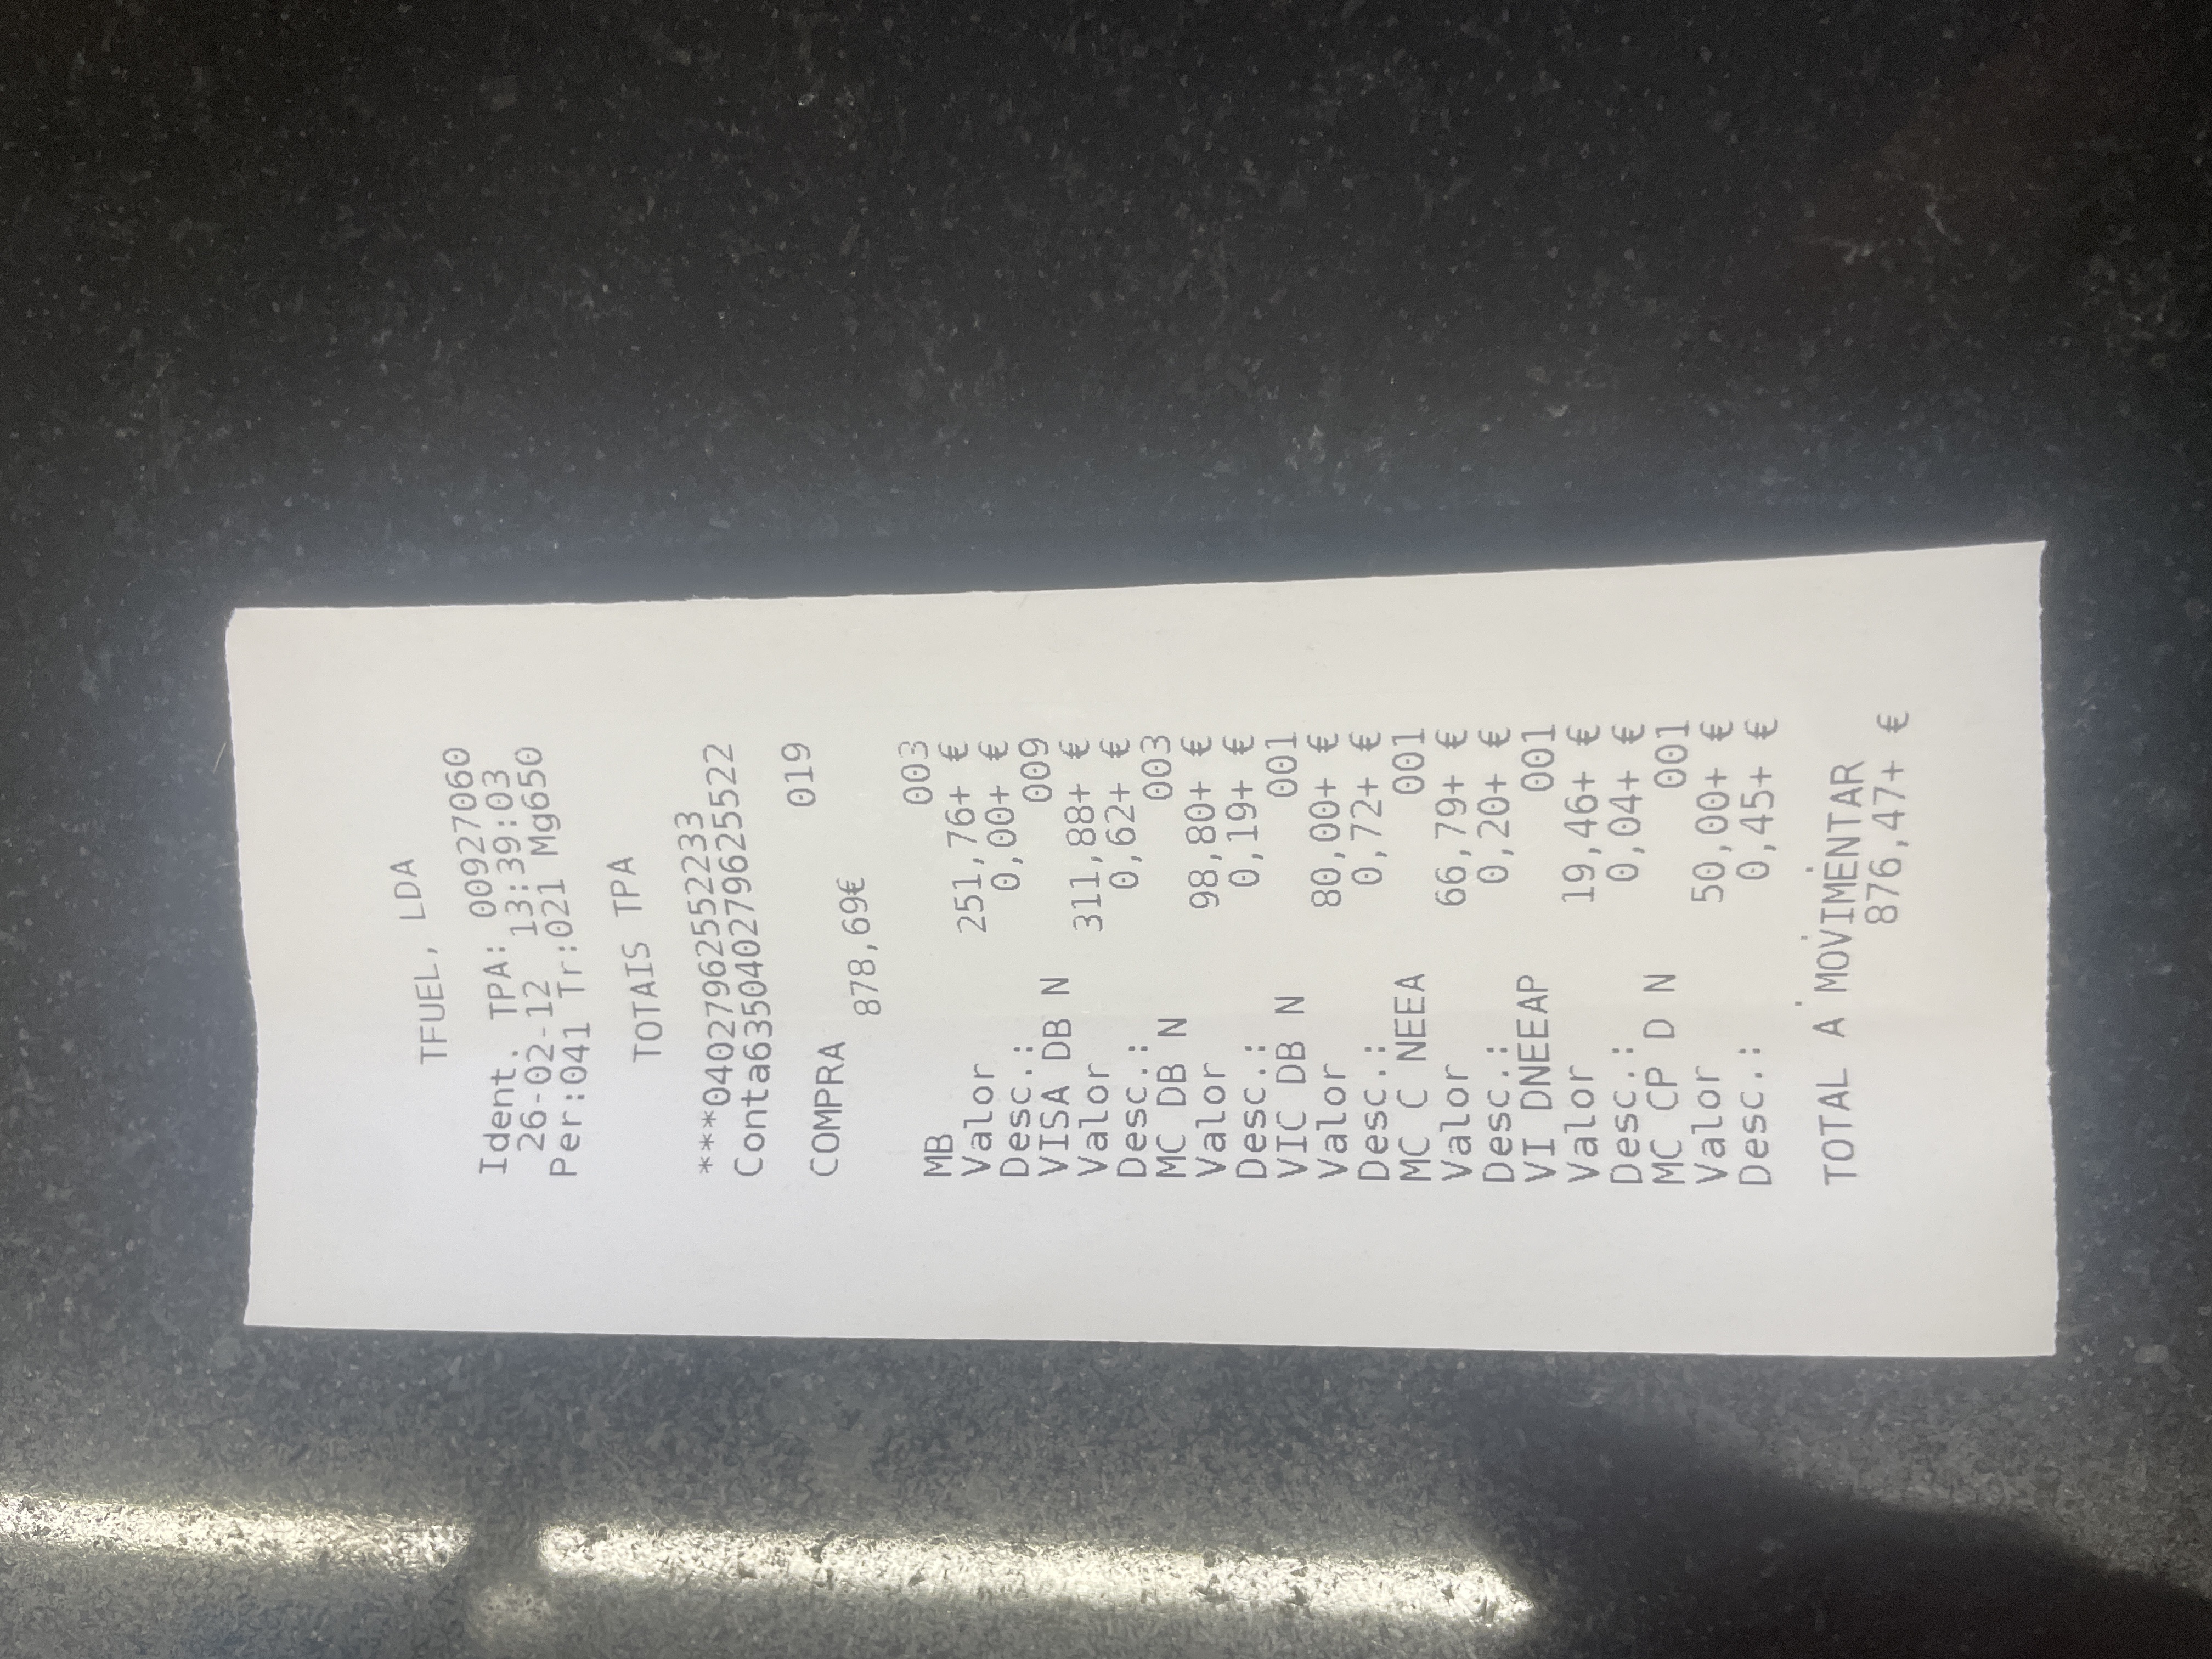 TFUEL, LDA
Ident. TPA: 00927060
26-02-12 13:39:03
Per:041 Tr:021 Mg650
TOTAIS TPA
***0402796255 2233
Conta635040279625522
COMPRA 019
878,69€
MB 003
Valor 251,76+ €
Desc.: 0,00+ €
VISA DB N 009
Valor 311,88+ €
Desc.: 0,62+ €
MC DB N 003
Valor 98,80+ €
Desc.: 0,19+ €
VIC DB N 001
Valor 80,00+ €
Desc.: 0,72+ €
MC C NEEA 001
Valor 66,79+ €
Desc.: 0,20+ €
VI DNEEAP 001
Valor 19,46+ €
Desc.: 0,04+ €
MC CP D N 001
Valor 50,00+ €
Desc.: 0,45+ €
TOTAL A MOVIMENTAR
876,47+ €